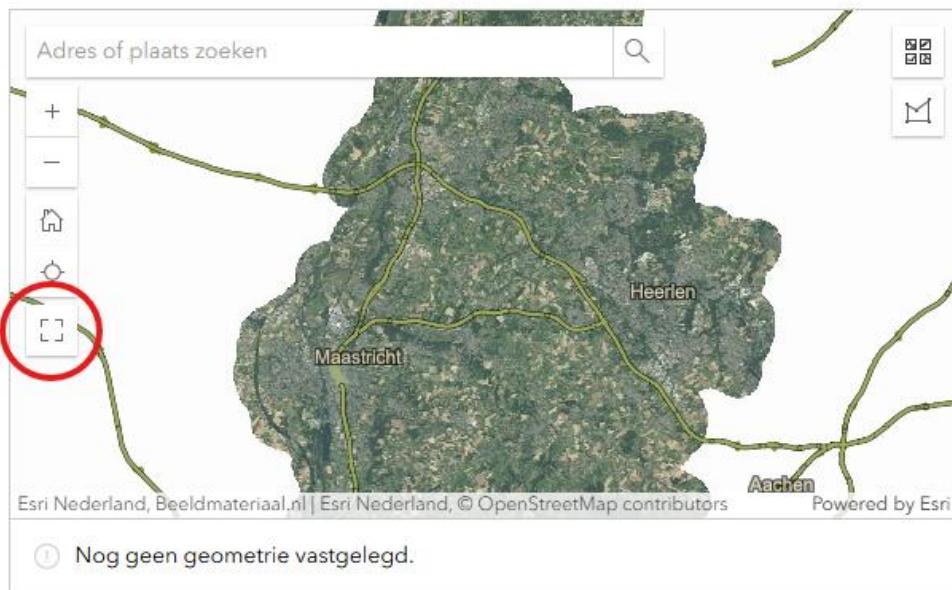 Adres of plaats zoeken
Heerlen
Maastricht
Aachen
Esri Nederland, Beeldmateriaal.nl | Esri Nederland, © OpenStreetMap contributors
Powered by Esri
Nog geen geometrie vastgelegd.